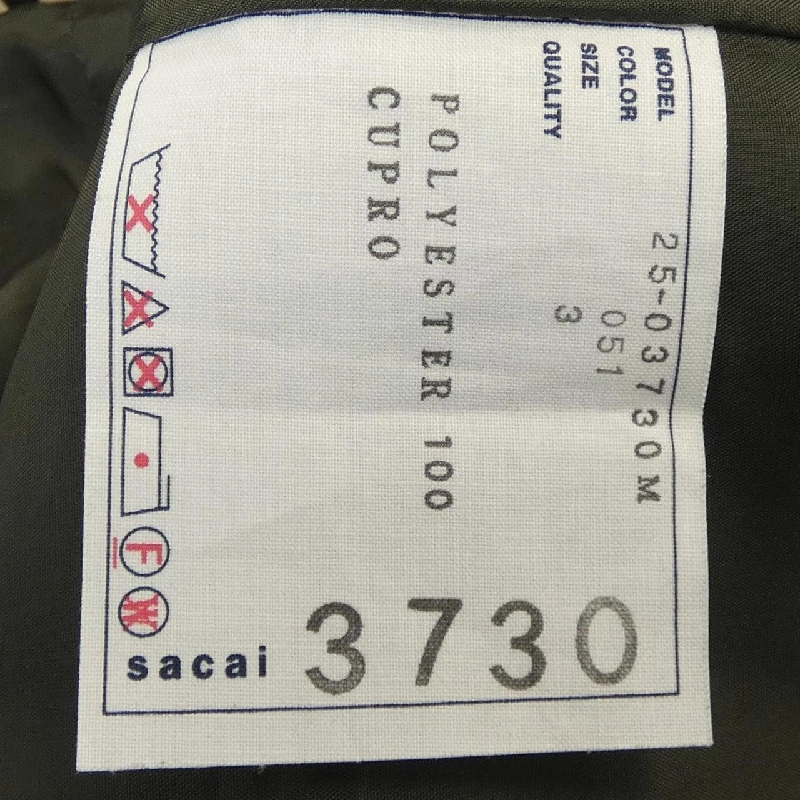 MODEL 25-03730M
COLOR 051
SIZE 3
QUALITY
POLYESTER 100
CUPRO
F
W
sacai 3730